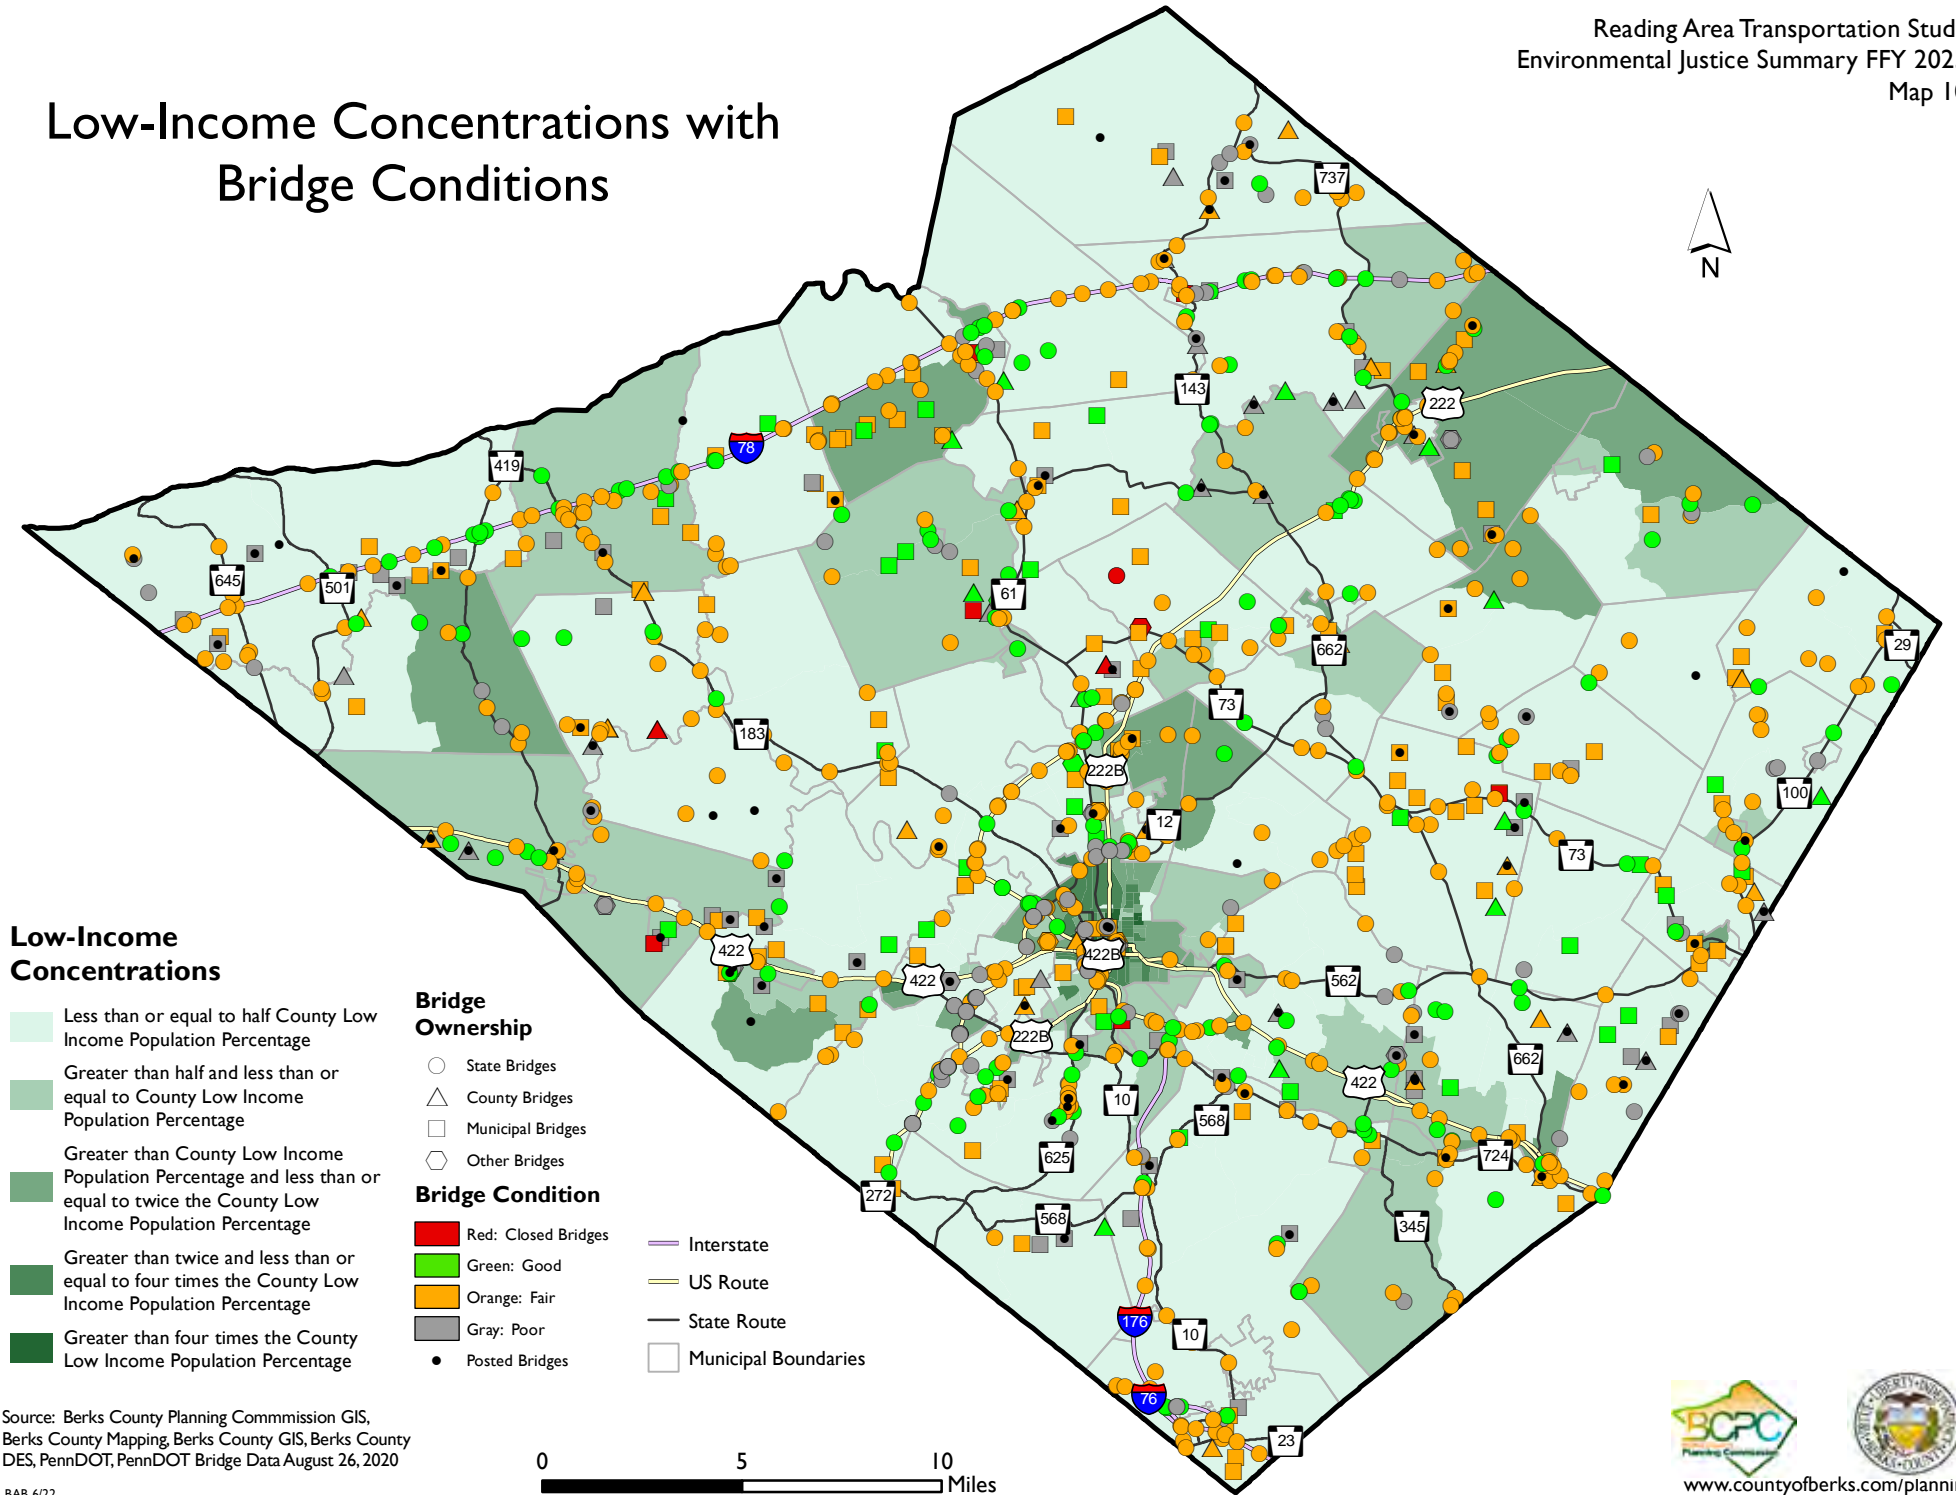 Reading Area Transportation Stud
Environmental Justice Summary FFY 202
Map 1
Low-Income Concentrations with
Bridge Conditions
N
737
143
222
78
419
645
501
61
662
29
73
183
222B
12
100
73
422
422B
422
562
222B
662
422
10
568
625
724
272
568
345
176
10
76
23
Low-Income
Concentrations
Less than or equal to half County Low
Income Population Percentage
Greater than half and less than or
equal to County Low Income
Population Percentage
Greater than County Low Income
Population Percentage and less than or
equal to twice the County Low
Income Population Percentage
Greater than twice and less than or
equal to four times the County Low
Income Population Percentage
Greater than four times the County
Low Income Population Percentage
Bridge
Ownership
State Bridges
County Bridges
Municipal Bridges
Other Bridges
Bridge Condition
Red: Closed Bridges
Green: Good
Orange: Fair
Gray: Poor
Posted Bridges
Interstate
US Route
State Route
Municipal Boundaries
Source: Berks County Planning Commmission GIS,
Berks County Mapping, Berks County GIS, Berks County
DES, PennDOT, PennDOT Bridge Data August 26, 2020
BAB 6/22
0 5 10
Miles
BCPC
Planning Commission
www.countyofberks.com/plannin